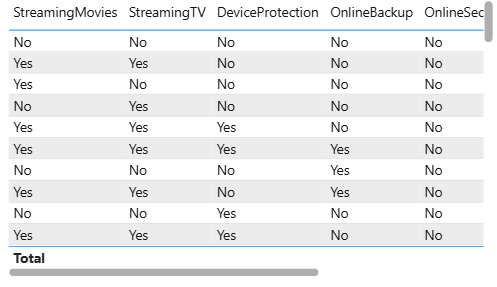 StreamingMovies StreamingTV DeviceProtection OnlineBackup OnlineSec
No No No No No
Yes Yes No No No
Yes No No No No
No Yes No No No
Yes Yes Yes No No
Yes Yes Yes Yes No
No No No Yes No
Yes Yes No Yes No
No No Yes No No
Yes Yes Yes No No
Total